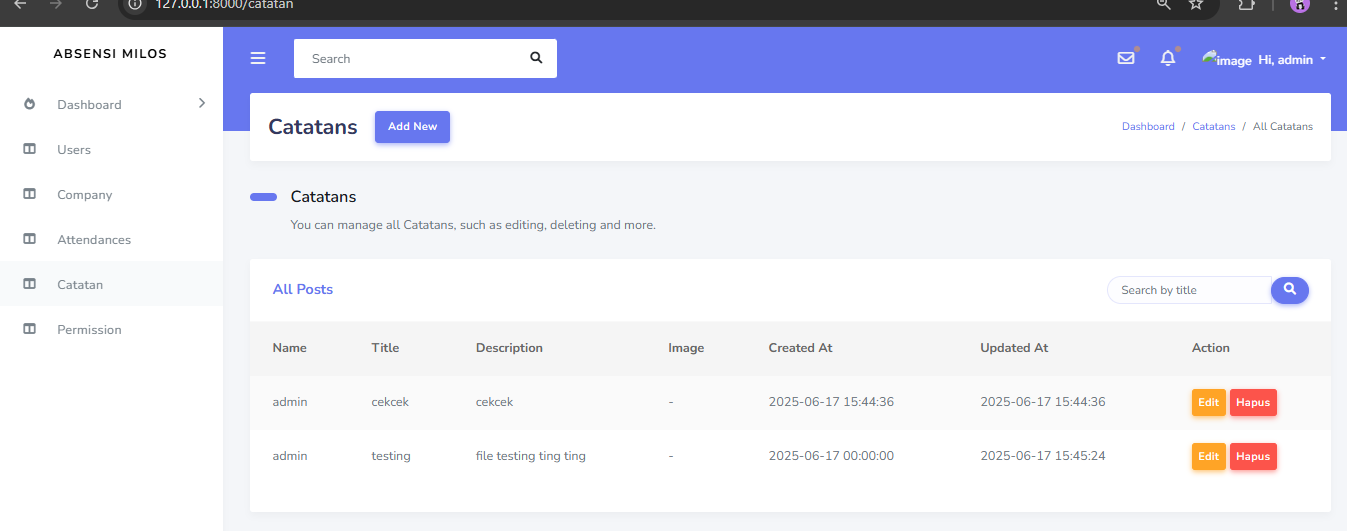 127.0.0.1:8000/catatan
ABSENSI MILOS
Search
image Hi, admin
Dashboard
Users
Company
Attendances
Catatan
Permission
Catatans Add New Dashboard / Catatans / All Catatans
Catatans
You can manage all Catatans, such as editing, deleting and more.
All Posts Search by title
Name Title Description Image Created At Updated At Action
admin cekcek cekcek - 2025-06-17 15:44:36 2025-06-17 15:44:36 Edit Hapus
admin testing file testing ting ting - 2025-06-17 00:00:00 2025-06-17 15:45:24 Edit Hapus